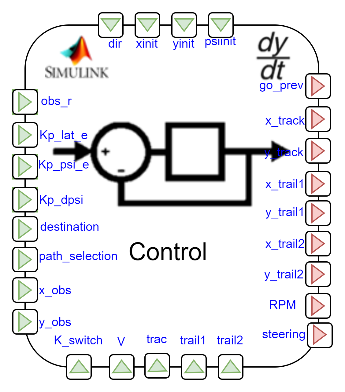 dir xinit yinit psiinit
SIMULINK
dy
dt
go_prev
obs_r
x_track
Kp_lat_e
y_track
Kp_psi_e
x_trail1
Kp_dpsi
y_trail1
destination
x_trail2
Control
path_selection
y_trail2
x_obs
RPM
y_obs
steering
K_switch V trac trail1 trail2